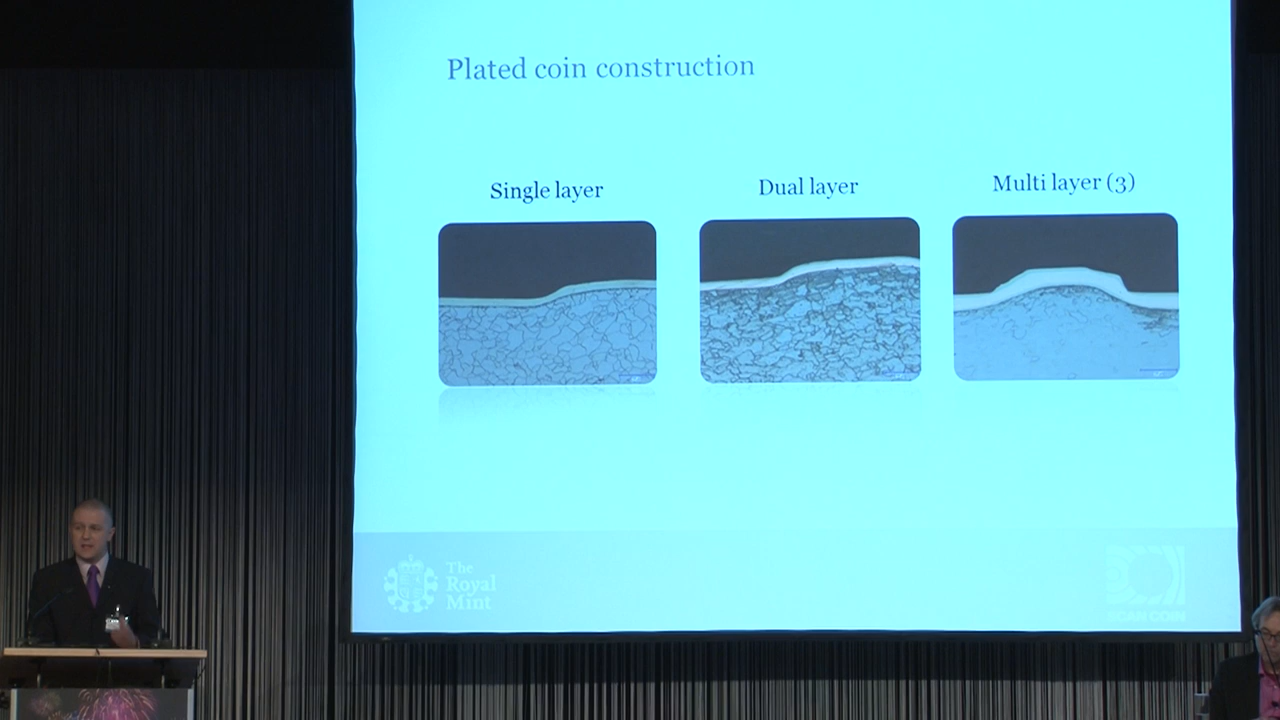 Plated coin construction
Single layer
Dual layer
Multi layer (3)
The
Royal
Mint